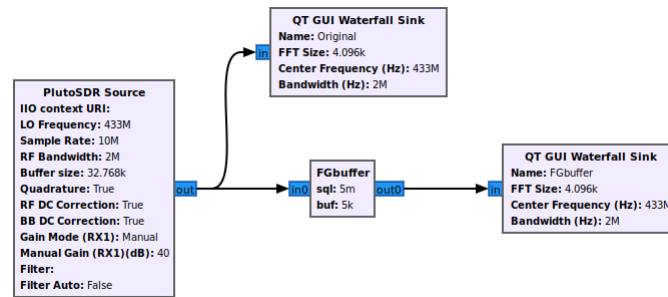 QT GUI Waterfall Sink
Name: Original
FFT Size: 4.096k
Center Frequency (Hz): 433M
Bandwidth (Hz): 2M
in
PlutoSDR Source
IIO context URI:
LO Frequency: 433M
Sample Rate: 10M
RF Bandwidth: 2M
Buffer size: 32.768k
Quadrature: True
RF DC Correction: True
BB DC Correction: True
Gain Mode (RX1): Manual
Manual Gain (RX1)(dB): 40
Filter:
Filter Auto: False
out
in0
FGbuffer
sql: 5m
buf: 5k
out0
in
QT GUI Waterfall Sink
Name: FGbuffer
FFT Size: 4.096k
Center Frequency (Hz): 433M
Bandwidth (Hz): 2M